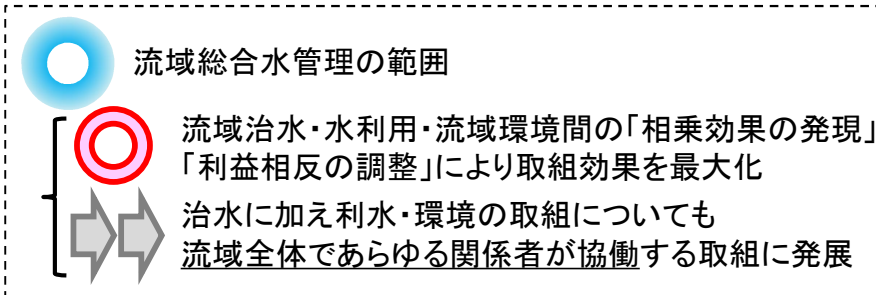 流域総合水管理の範囲
流域治水・水利用・流域環境間の「相乗効果の発現」
「利益相反の調整」により取組効果を最大化
治水に加え利水・環境の取組についても
流域全体であらゆる関係者が協働する取組に発展